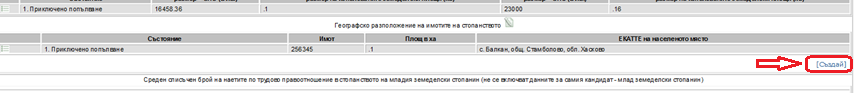 1. Приключено попълване 16458.36 .1 23000 .16
Географско разположение на имотите на стопанството
Състояние Имот Площ в ха ЕКАТТЕ на населеното място
1. Приключено попълване 256345 .1 с. Балкан, общ. Стамболово, обл. Хасково
[Създай]
Среден списъчен брой на наетите по трудово правоотношение в стопанството на младия земеделски стопанин (не се включват данните за самия кандидат - млад земеделски стопанин)